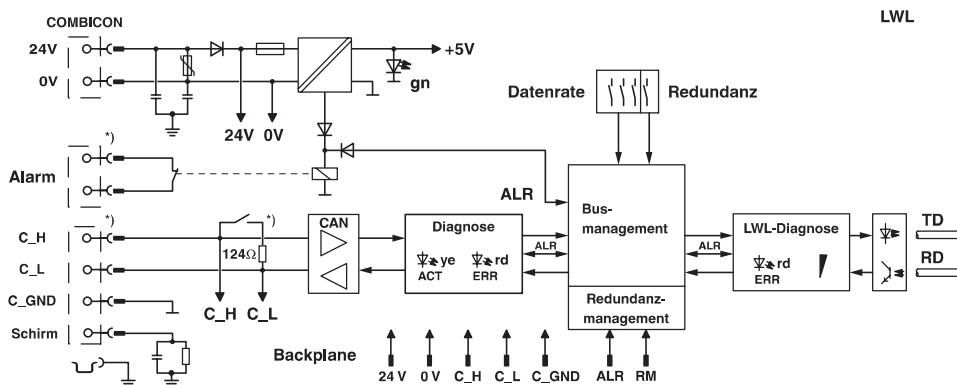 COMBICON
LWL
24V
+5V
0V
gn
Datenrate
Redundanz
24V
0V
*)
Alarm
ALR
*)
*)
CAN
Diagnose
Bus-
management
LWL-Diagnose
TD
C_H
124Ω
ye
rd
ALR
ALR
rd
RD
C_L
ACT
ERR
ERR
C_GND
C_H
C_L
Redundanz-
management
Schirm
Backplane
24 V
0 V
C_H
C_L
C_GND
ALR
RM